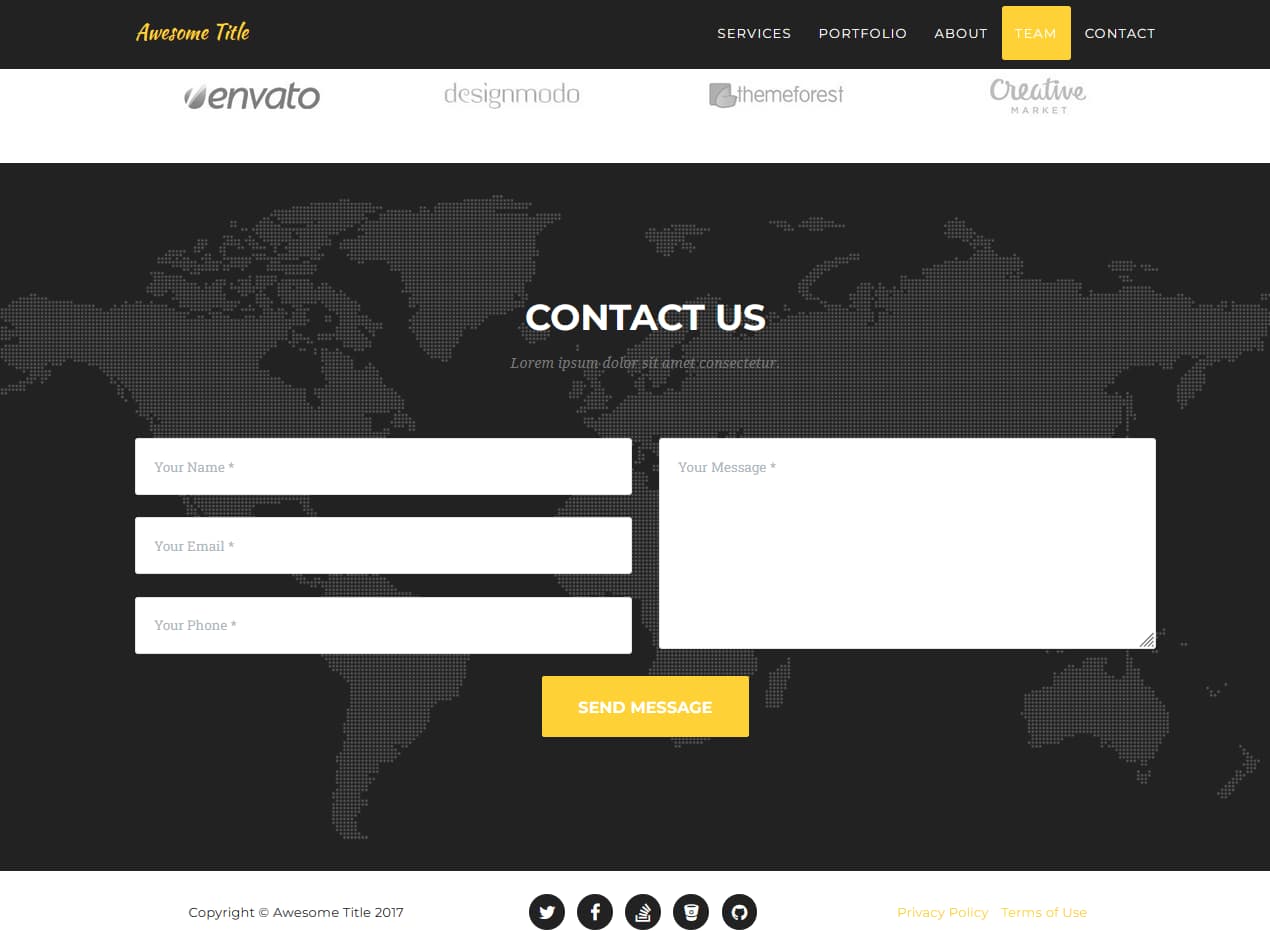 Awesome Title
SERVICES PORTFOLIO ABOUT TEAM CONTACT
envato designmodo themeforest Creative
MARKET
CONTACT US
Lorem ipsum dolor sit amet consectetur.
Your Name *
Your Message *
Your Email *
Your Phone *
SEND MESSAGE
Copyright © Awesome Title 2017
Privacy Policy Terms of Use